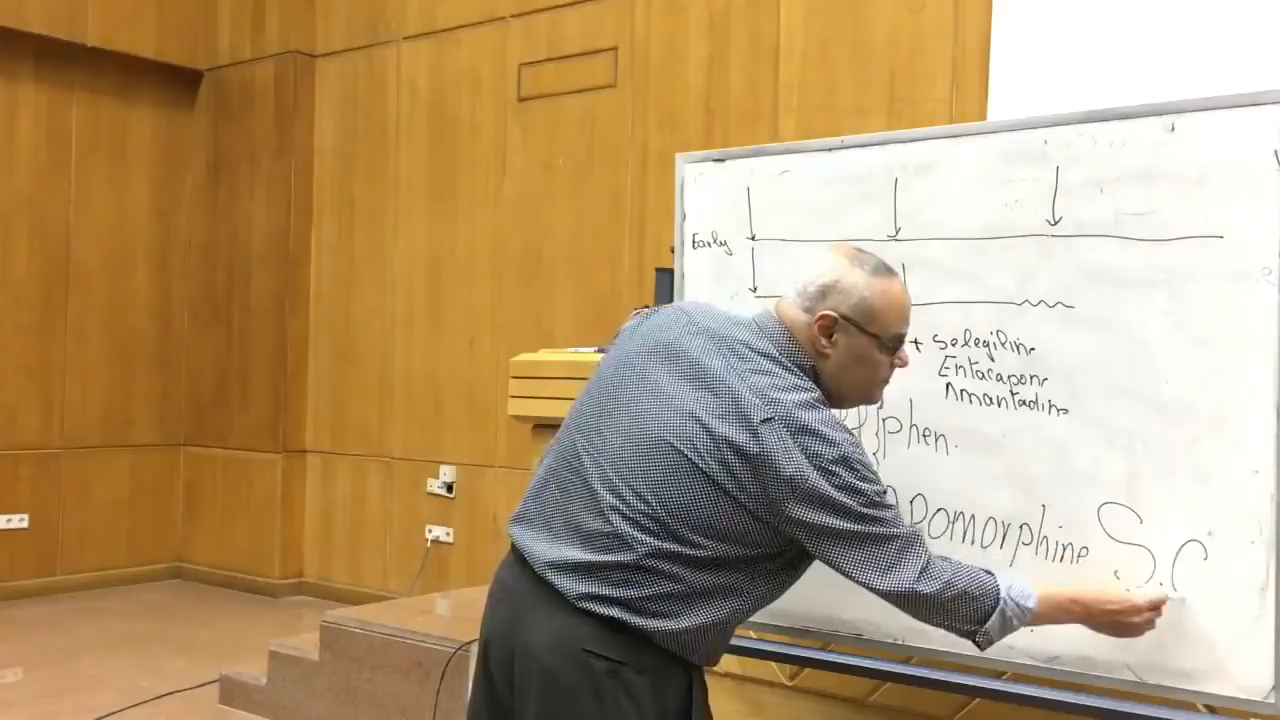 Early
+ Selegiline
Entacapone
Amantadine
phen.
pomorphine S.C